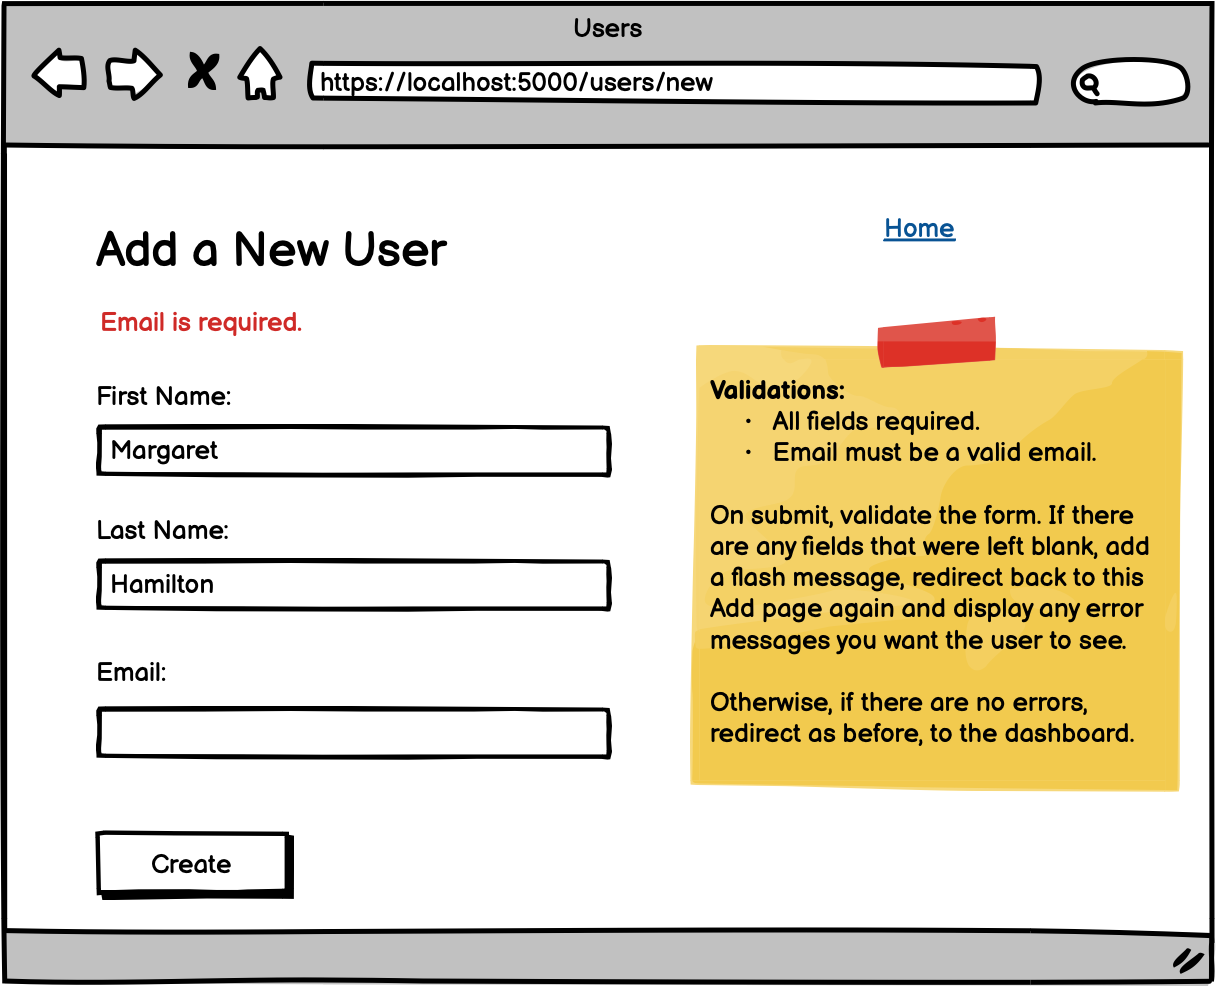 Users
https://localhost:5000/users/new
Home
Add a New User
Email is required.
First Name:
Margaret
Last Name:
Hamilton
Email:
Create
Validations:
• All fields required.
• Email must be a valid email.
On submit, validate the form. If there
are any fields that were left blank, add
a flash message, redirect back to this
Add page again and display any error
messages you want the user to see.
Otherwise, if there are no errors,
redirect as before, to the dashboard.